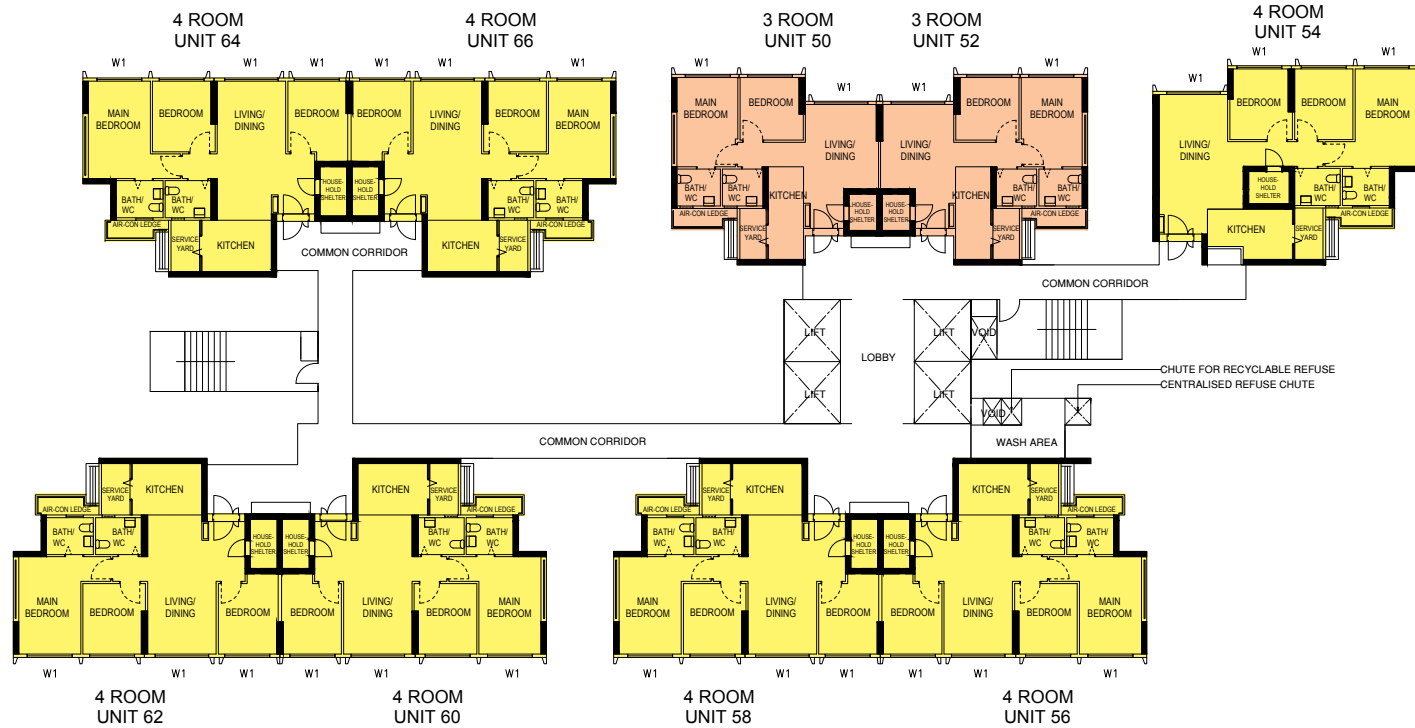 4 ROOM
UNIT 64
4 ROOM
UNIT 66
3 ROOM
UNIT 50
3 ROOM
UNIT 52
4 ROOM
UNIT 54
W1
W1
W1
W1
W1
W1
W1
W1
W1
W1
W1
W1
MAIN
BEDROOM
BEDROOM
LIVING/
DINING
BEDROOM
BEDROOM
LIVING/
DINING
BEDROOM
MAIN
BEDROOM
HOUSE-
HOLD
SHELTER
HOUSE-
HOLD
SHELTER
BATH/
WC
BATH/
WC
BATH/
WC
BATH/
WC
AIR-CON LEDGE
AIR-CON LEDGE
SERVICE
YARD
KITCHEN
KITCHEN
SERVICE
YARD
COMMON CORRIDOR
MAIN
BEDROOM
BEDROOM
LIVING/
DINING
LIVING/
DINING
BEDROOM
MAIN
BEDROOM
BATH/
WC
BATH/
WC
KITCHEN
HOUSE-
HOLD
SHELTER
HOUSE-
HOLD
SHELTER
KITCHEN
BATH/
WC
BATH/
WC
AIR-CON LEDGE
AIR-CON LEDGE
SERVICE
YARD
SERVICE
YARD
LIVING/
DINING
BEDROOM
BEDROOM
MAIN
BEDROOM
HOUSE-
HOLD
SHELTER
BATH/
WC
BATH/
WC
AIR-CON LEDGE
KITCHEN
SERVICE
YARD
COMMON CORRIDOR
LIFT
LIFT
VOID
LOBBY
LIFT
LIFT
CHUTE FOR RECYCLABLE REFUSE
CENTRALISED REFUSE CHUTE
VOID
WASH AREA
COMMON CORRIDOR
SERVICE
YARD
KITCHEN
KITCHEN
SERVICE
YARD
AIR-CON LEDGE
AIR-CON LEDGE
BATH/
WC
BATH/
WC
HOUSE-
HOLD
SHELTER
HOUSE-
HOLD
SHELTER
BATH/
WC
BATH/
WC
MAIN
BEDROOM
BEDROOM
LIVING/
DINING
BEDROOM
BEDROOM
LIVING/
DINING
BEDROOM
MAIN
BEDROOM
SERVICE
YARD
KITCHEN
KITCHEN
SERVICE
YARD
AIR-CON LEDGE
AIR-CON LEDGE
BATH/
WC
BATH/
WC
HOUSE-
HOLD
SHELTER
HOUSE-
HOLD
SHELTER
BATH/
WC
BATH/
WC
MAIN
BEDROOM
BEDROOM
LIVING/
DINING
BEDROOM
BEDROOM
LIVING/
DINING
BEDROOM
MAIN
BEDROOM
W1
W1
W1
W1
W1
W1
W1
W1
4 ROOM
UNIT 62
4 ROOM
UNIT 60
4 ROOM
UNIT 58
4 ROOM
UNIT 56